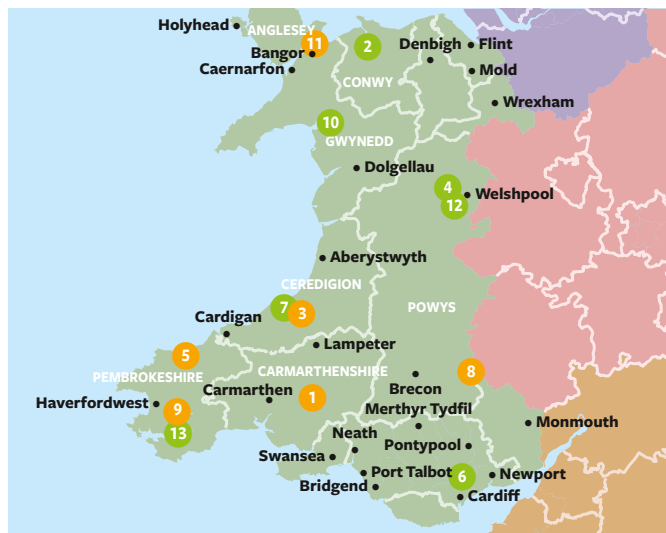 Holyhead
ANGLESEY
11
2
Denbigh
Flint
Bangor
Caernarfon
CONWY
Mold
Wrexham
10
GWYNEDD
Dolgellau
4
Welshpool
12
Aberystwyth
CEREDIGION
7
3
POWYS
Cardigan
Lampeter
5
PEMBROKESHIRE
CARMARTHENSHIRE
8
Carmarthen
1
Brecon
Haverfordwest
9
Merthyr Tydfil
Monmouth
13
Neath
Pontypool
Swansea
Port Talbot
6
Newport
Bridgend
Cardiff